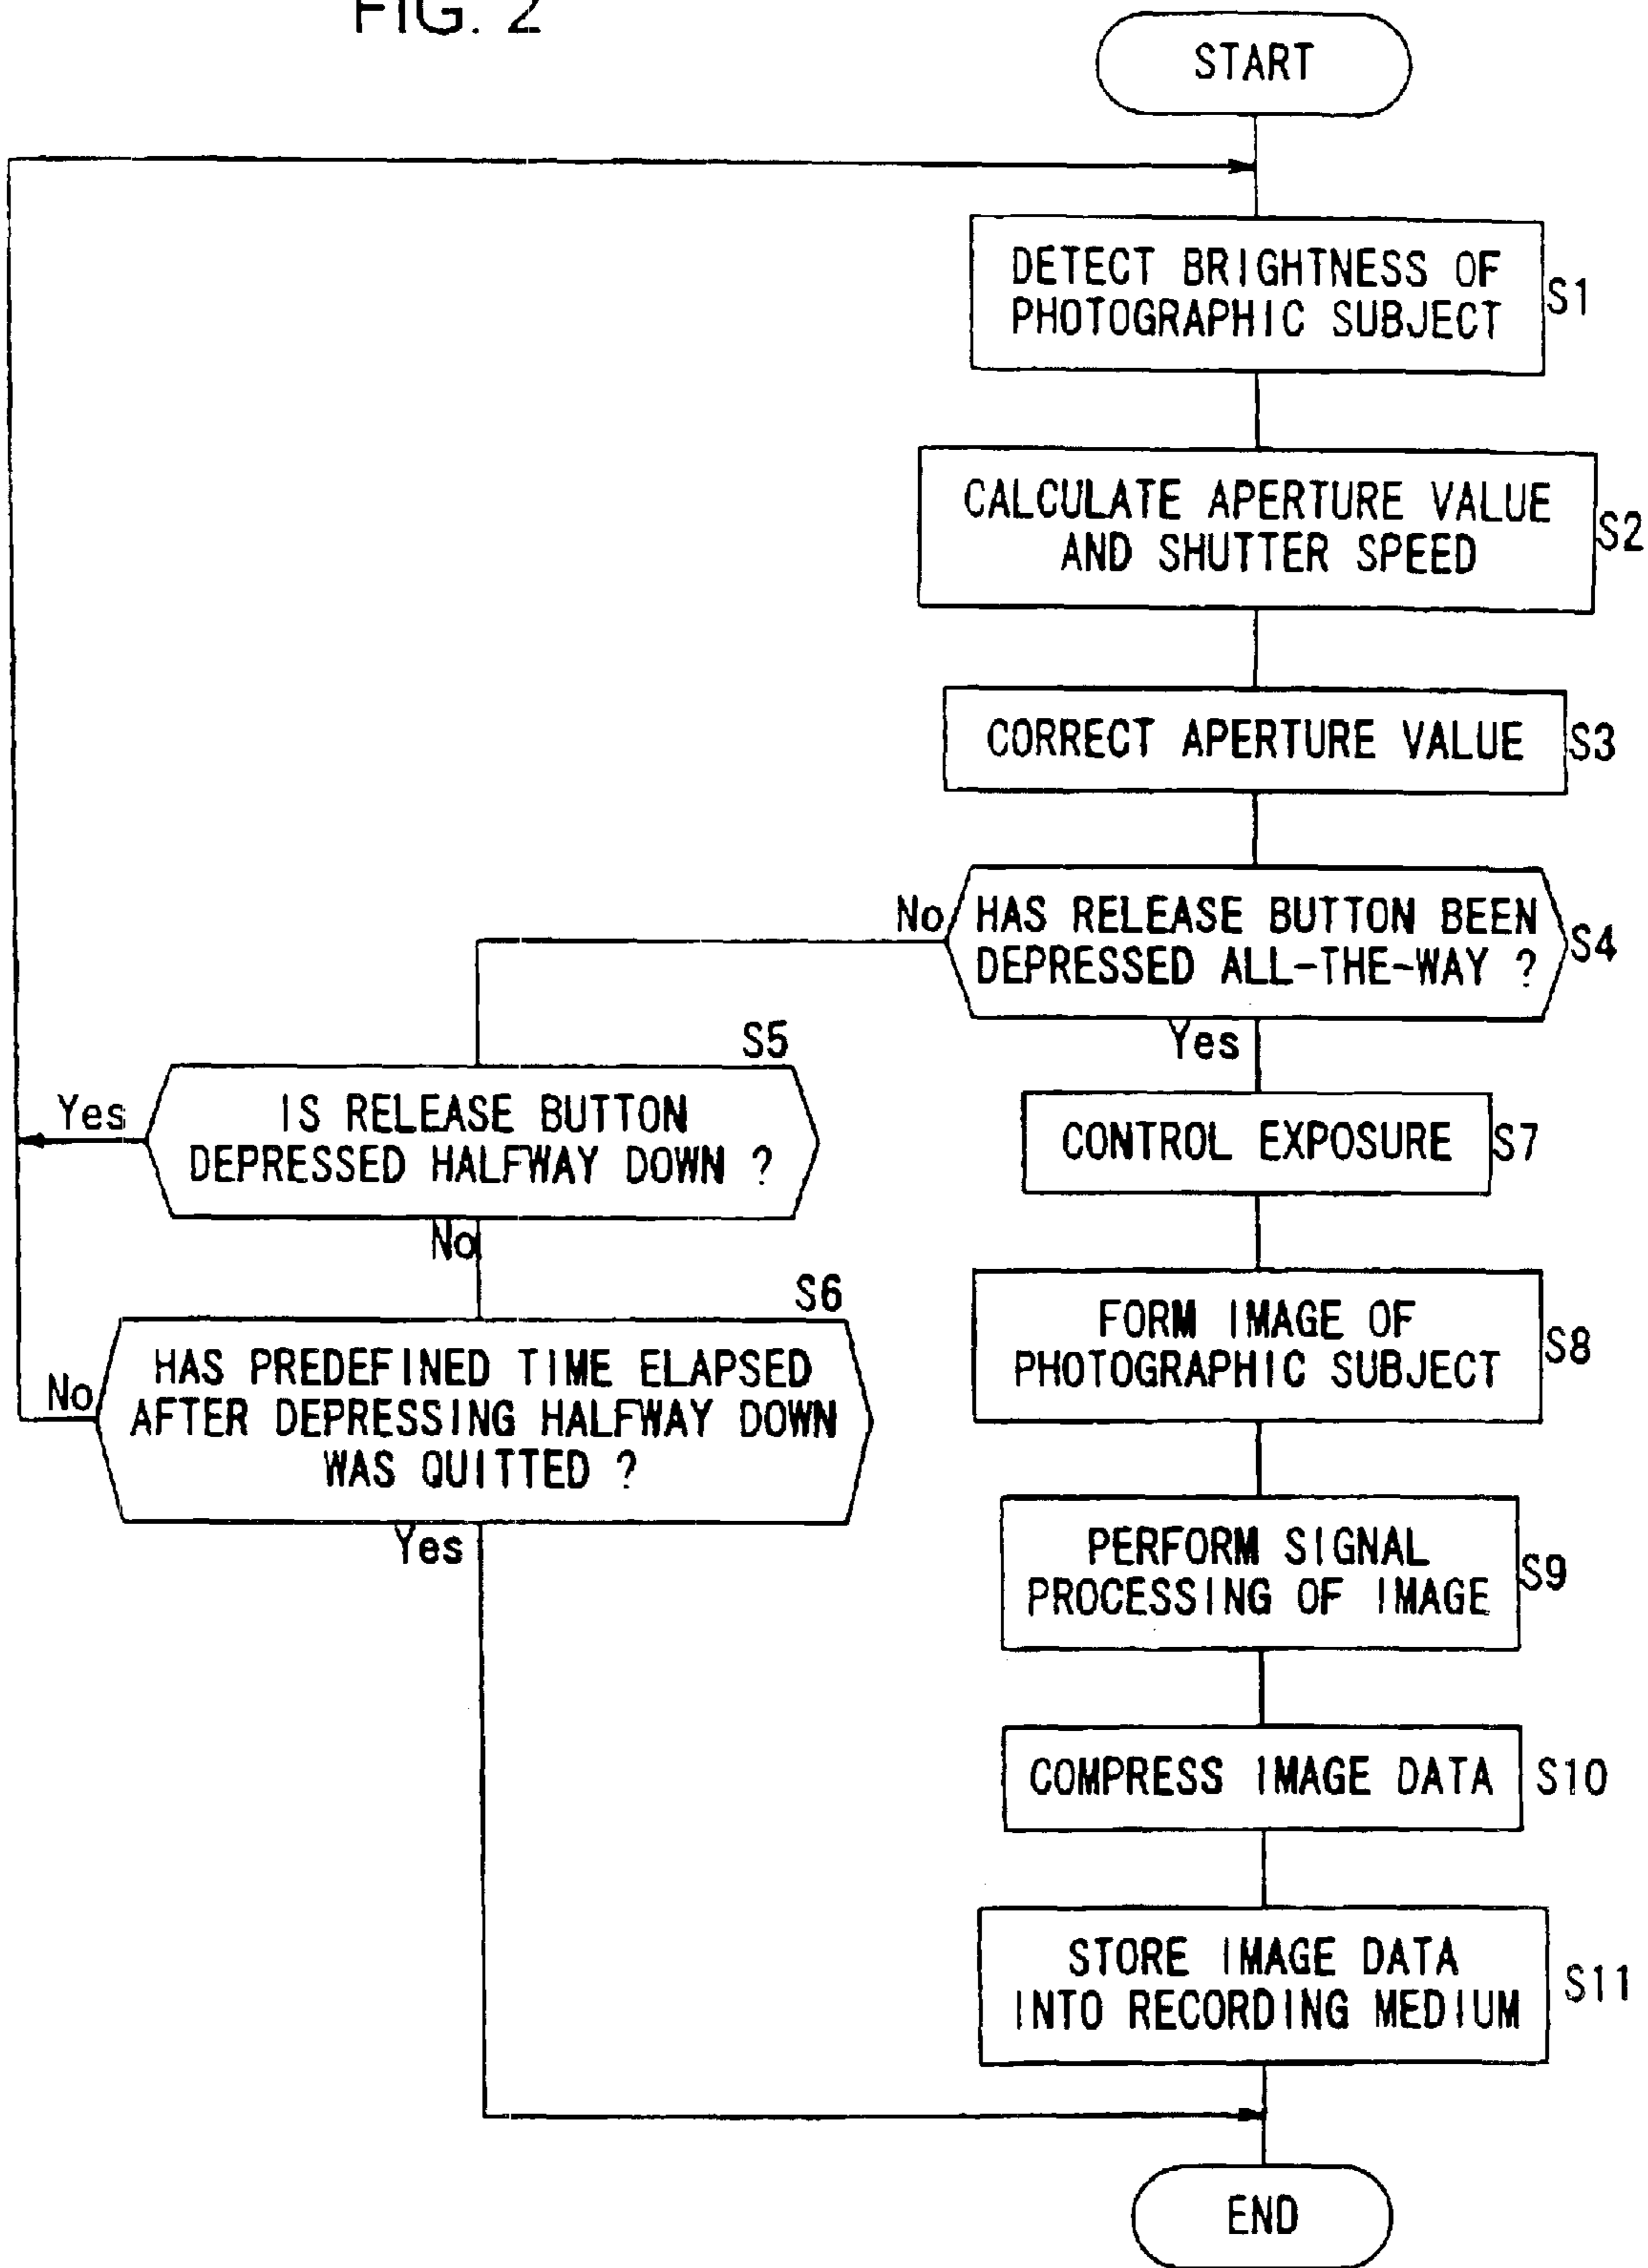 FIG. 2
START
DETECT BRIGHTNESS OF
PHOTOGRAPHIC SUBJECT
S1
CALCULATE APERTURE VALUE
AND SHUTTER SPEED
S2
CORRECT APERTURE VALUE
S3
No
HAS RELEASE BUTTON BEEN
DEPRESSED ALL-THE-WAY ?
S4
Yes
S5
Yes
IS RELEASE BUTTON
DEPRESSED HALFWAY DOWN ?
No
CONTROL EXPOSURE
S7
S6
No
HAS PREDEFINED TIME ELAPSED
AFTER DEPRESSING HALFWAY DOWN
WAS QUITTED ?
Yes
FORM IMAGE OF
PHOTOGRAPHIC SUBJECT
S8
PERFORM SIGNAL
PROCESSING OF IMAGE
S9
COMPRESS IMAGE DATA
S10
STORE IMAGE DATA
INTO RECORDING MEDIUM
S11
END